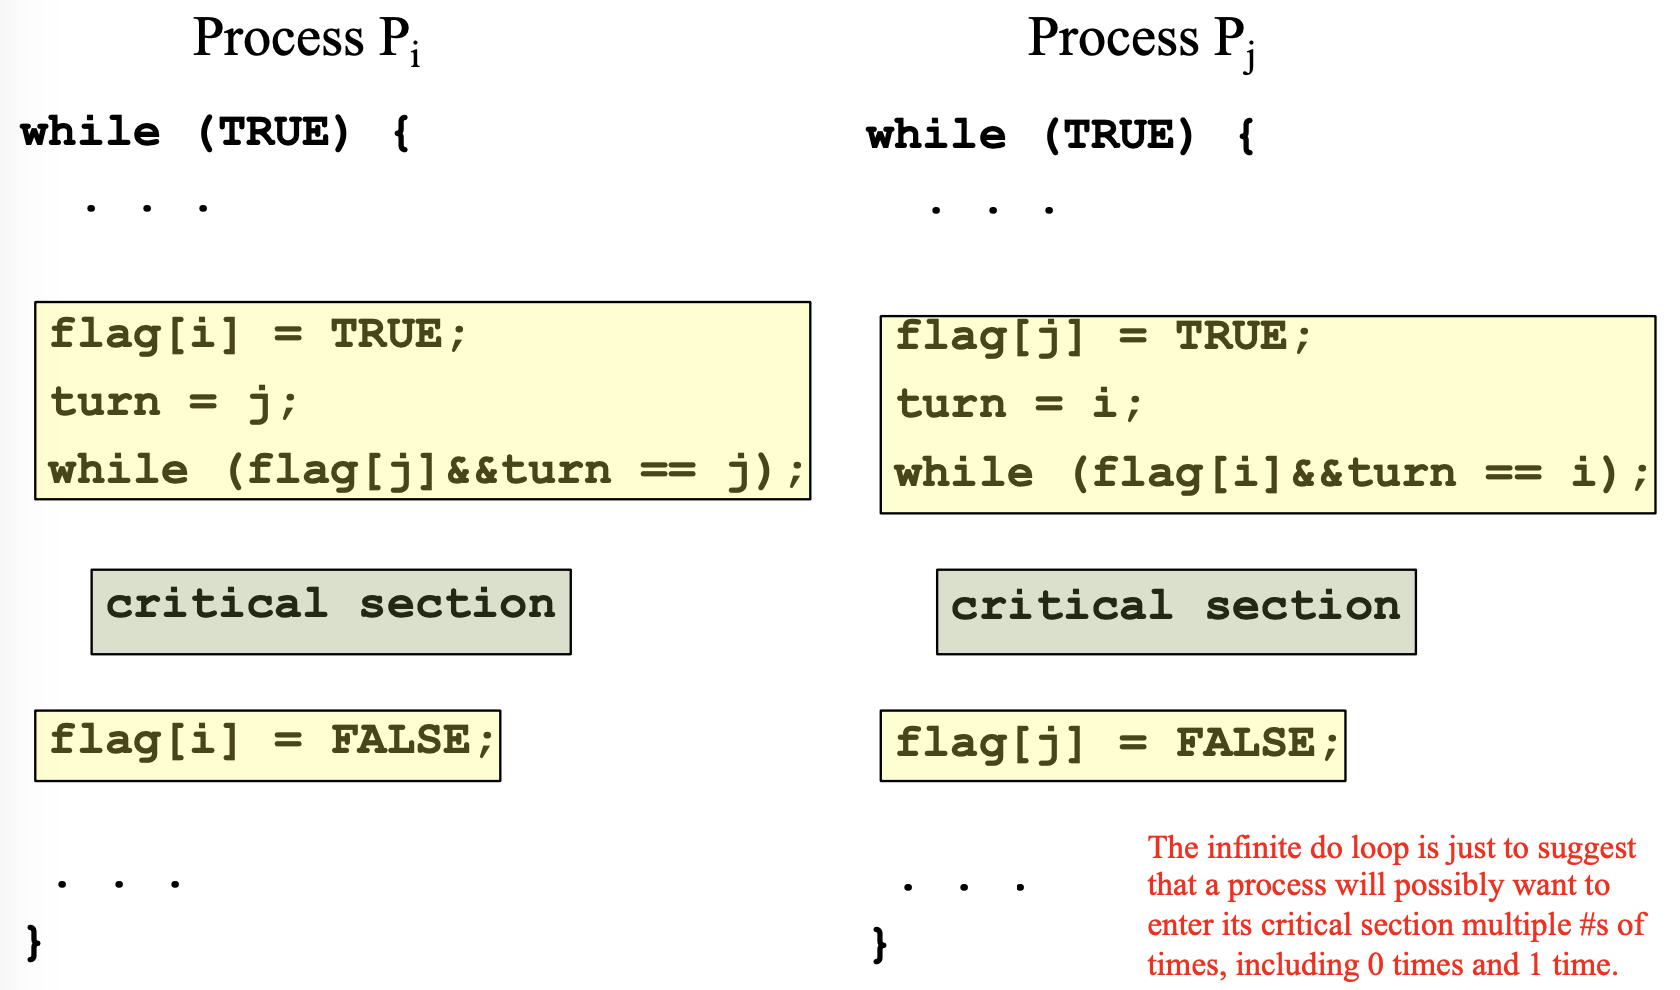 Process Pi
while (TRUE) {
. . .
flag[i] = TRUE;
turn = j;
while (flag[j]&&turn == j);
critical section
flag[i] = FALSE;
. . .
}
Process Pj
while (TRUE) {
. . .
flag[j] = TRUE;
turn = i;
while (flag[i]&&turn == i);
critical section
flag[j] = FALSE;
. . .
}
The infinite do loop is just to suggest
that a process will possibly want to
enter its critical section multiple #s of
times, including 0 times and 1 time.